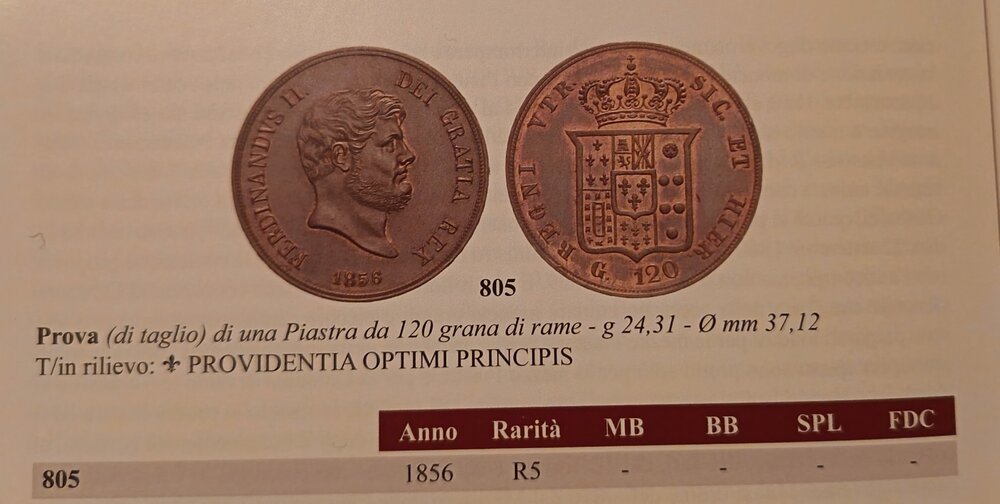 FERDINANDVS II. DEI GRATIA REX
1856
REGNI VTR. SIC. ET HIER.
G. 120
805
Prova (di taglio) di una Piastra da 120 grana di rame - g 24,31 - Ø mm 37,12
T/in rilievo: ⚜ PROVIDENTIA OPTIMI PRINCIPIS
Anno Rarità MB BB SPL FDC
805 1856 R5 - - - -